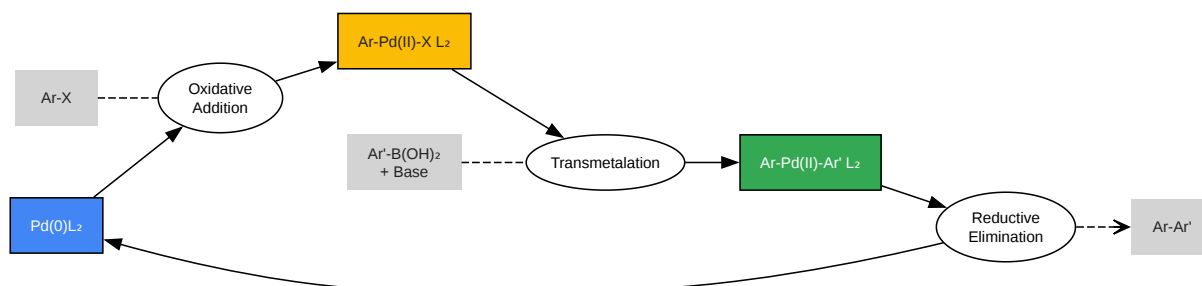 Ar-Pd(II)-X L₂
Oxidative
Addition
Ar-X
Ar'-B(OH)₂
+ Base
Transmetalation
Ar-Pd(II)-Ar' L₂
Pd(0)L₂
Reductive
Elimination
Ar-Ar'